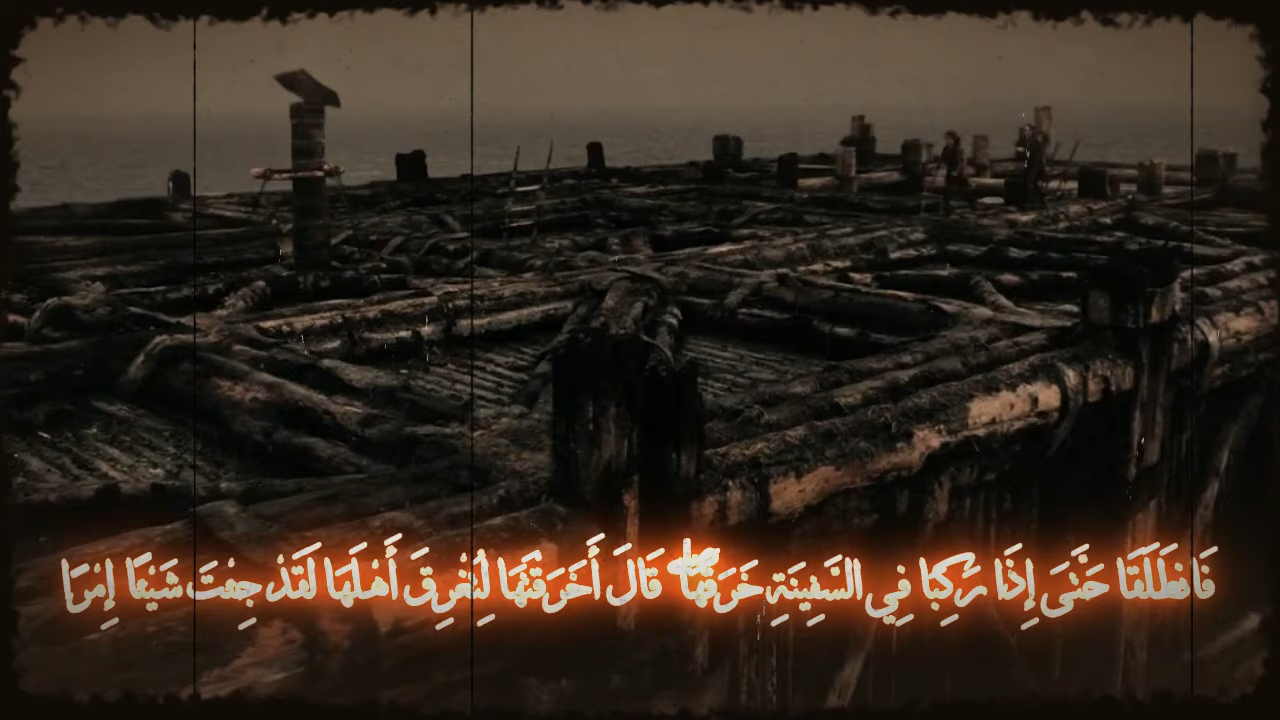 فَانطَلَقَا حَتَّى إِذَا رَكِبَا فِي السَّفِينَةِ خَرَقَهَا ۖ قَالَ أَخَرَقْتَهَا لِتُغْرِقَ أَهْلَهَا لَقَدْ جِئْتَ شَيْئًا إِمْرًا